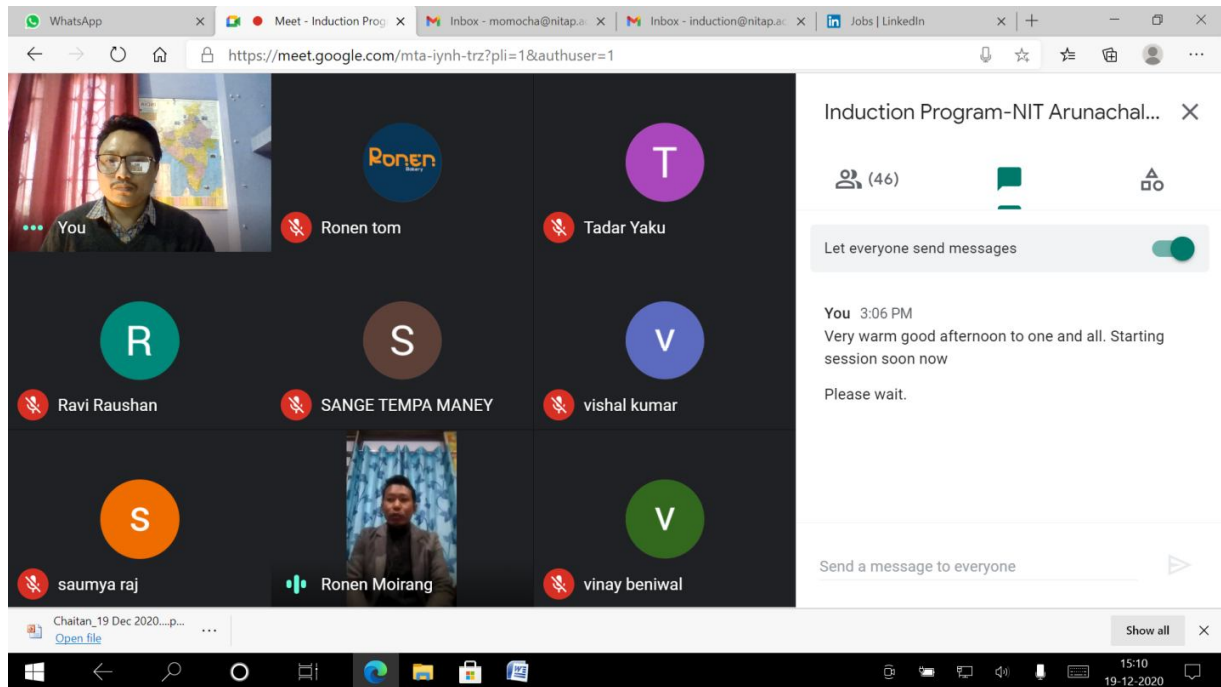 WhatsApp
Meet - Induction Prog
Inbox - momocha@nitap.a
Inbox - induction@nitap.ac
Jobs | LinkedIn
https://meet.google.com/mta-iynh-trz?pli=1&authuser=1
You
Ronen
Bakery
Ronen tom
T
Tadar Yaku
R
Ravi Raushan
S
SANGE TEMPA MANEY
v
vishal kumar
S
saumya raj
Ronen Moirang
v
vinay beniwal
Induction Program-NIT Arunachal...
(46)
Let everyone send messages
You 3:06 PM
Very warm good afternoon to one and all. Starting
session soon now
Please wait.
Send a message to everyone
Chaitan_19 Dec 2020....p...
Open file
Show all
15:10
19-12-2020